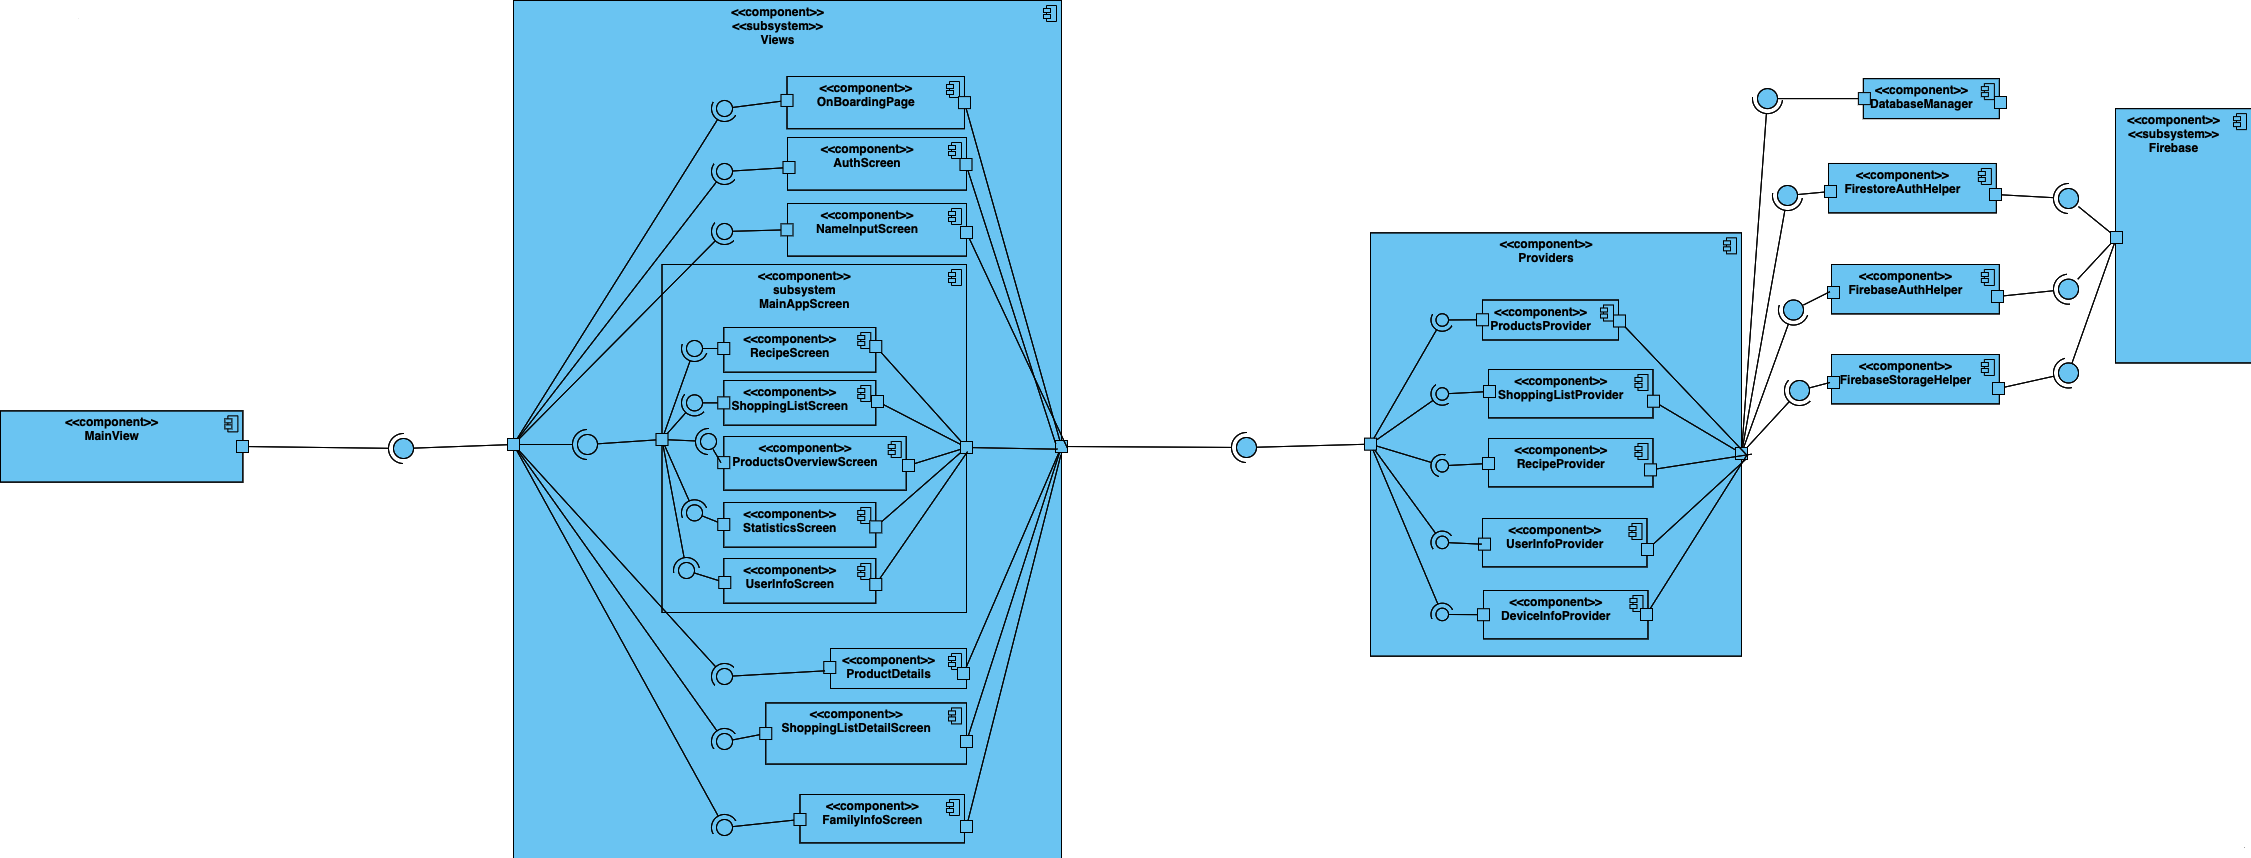 <<component>>
MainView
<<component>>
<<subsystem>>
Views
<<component>>
OnBoardingPage
<<component>>
AuthScreen
<<component>>
NameInputScreen
<<component>>
subsystem
MainAppScreen
<<component>>
RecipeScreen
<<component>>
ShoppingListScreen
<<component>>
ProductsOverviewScreen
<<component>>
StatisticsScreen
<<component>>
UserInfoScreen
<<component>>
ProductDetails
<<component>>
ShoppingListDetailScreen
<<component>>
FamilyInfoScreen
<<component>>
Providers
<<component>>
ProductsProvider
<<component>>
ShoppingListProvider
<<component>>
RecipeProvider
<<component>>
UserInfoProvider
<<component>>
DeviceInfoProvider
<<component>>
DatabaseManager
<<component>>
FirestoreAuthHelper
<<component>>
FirebaseAuthHelper
<<component>>
FirebaseStorageHelper
<<component>>
<<subsystem>>
Firebase